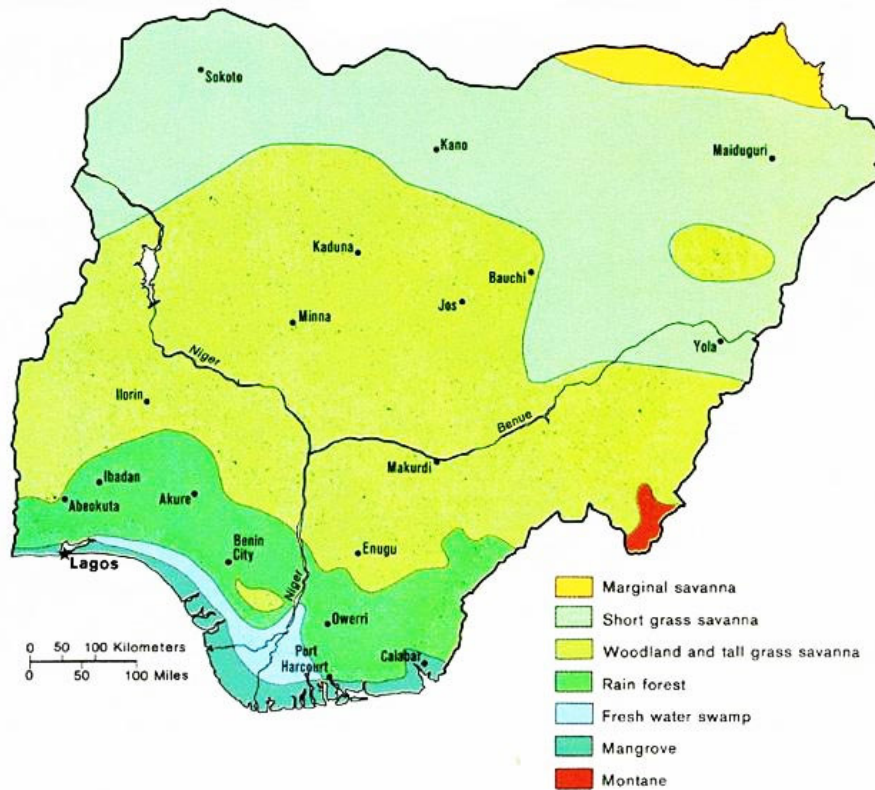 Sokoto
Kano
Maiduguri
Kaduna
Bauchi
Jos
Minna
Yola
Niger
Ilorin
Benue
Makurdi
Ibadan
Abeokuta
Akure
Benin
City
Enugu
Lagos
Niger
Owerri
Port
Harcourt
Calabar
0 50 100 Kilometers
0 50 100 Miles
Marginal savanna
Short grass savanna
Woodland and tall grass savanna
Rain forest
Fresh water swamp
Mangrove
Montane